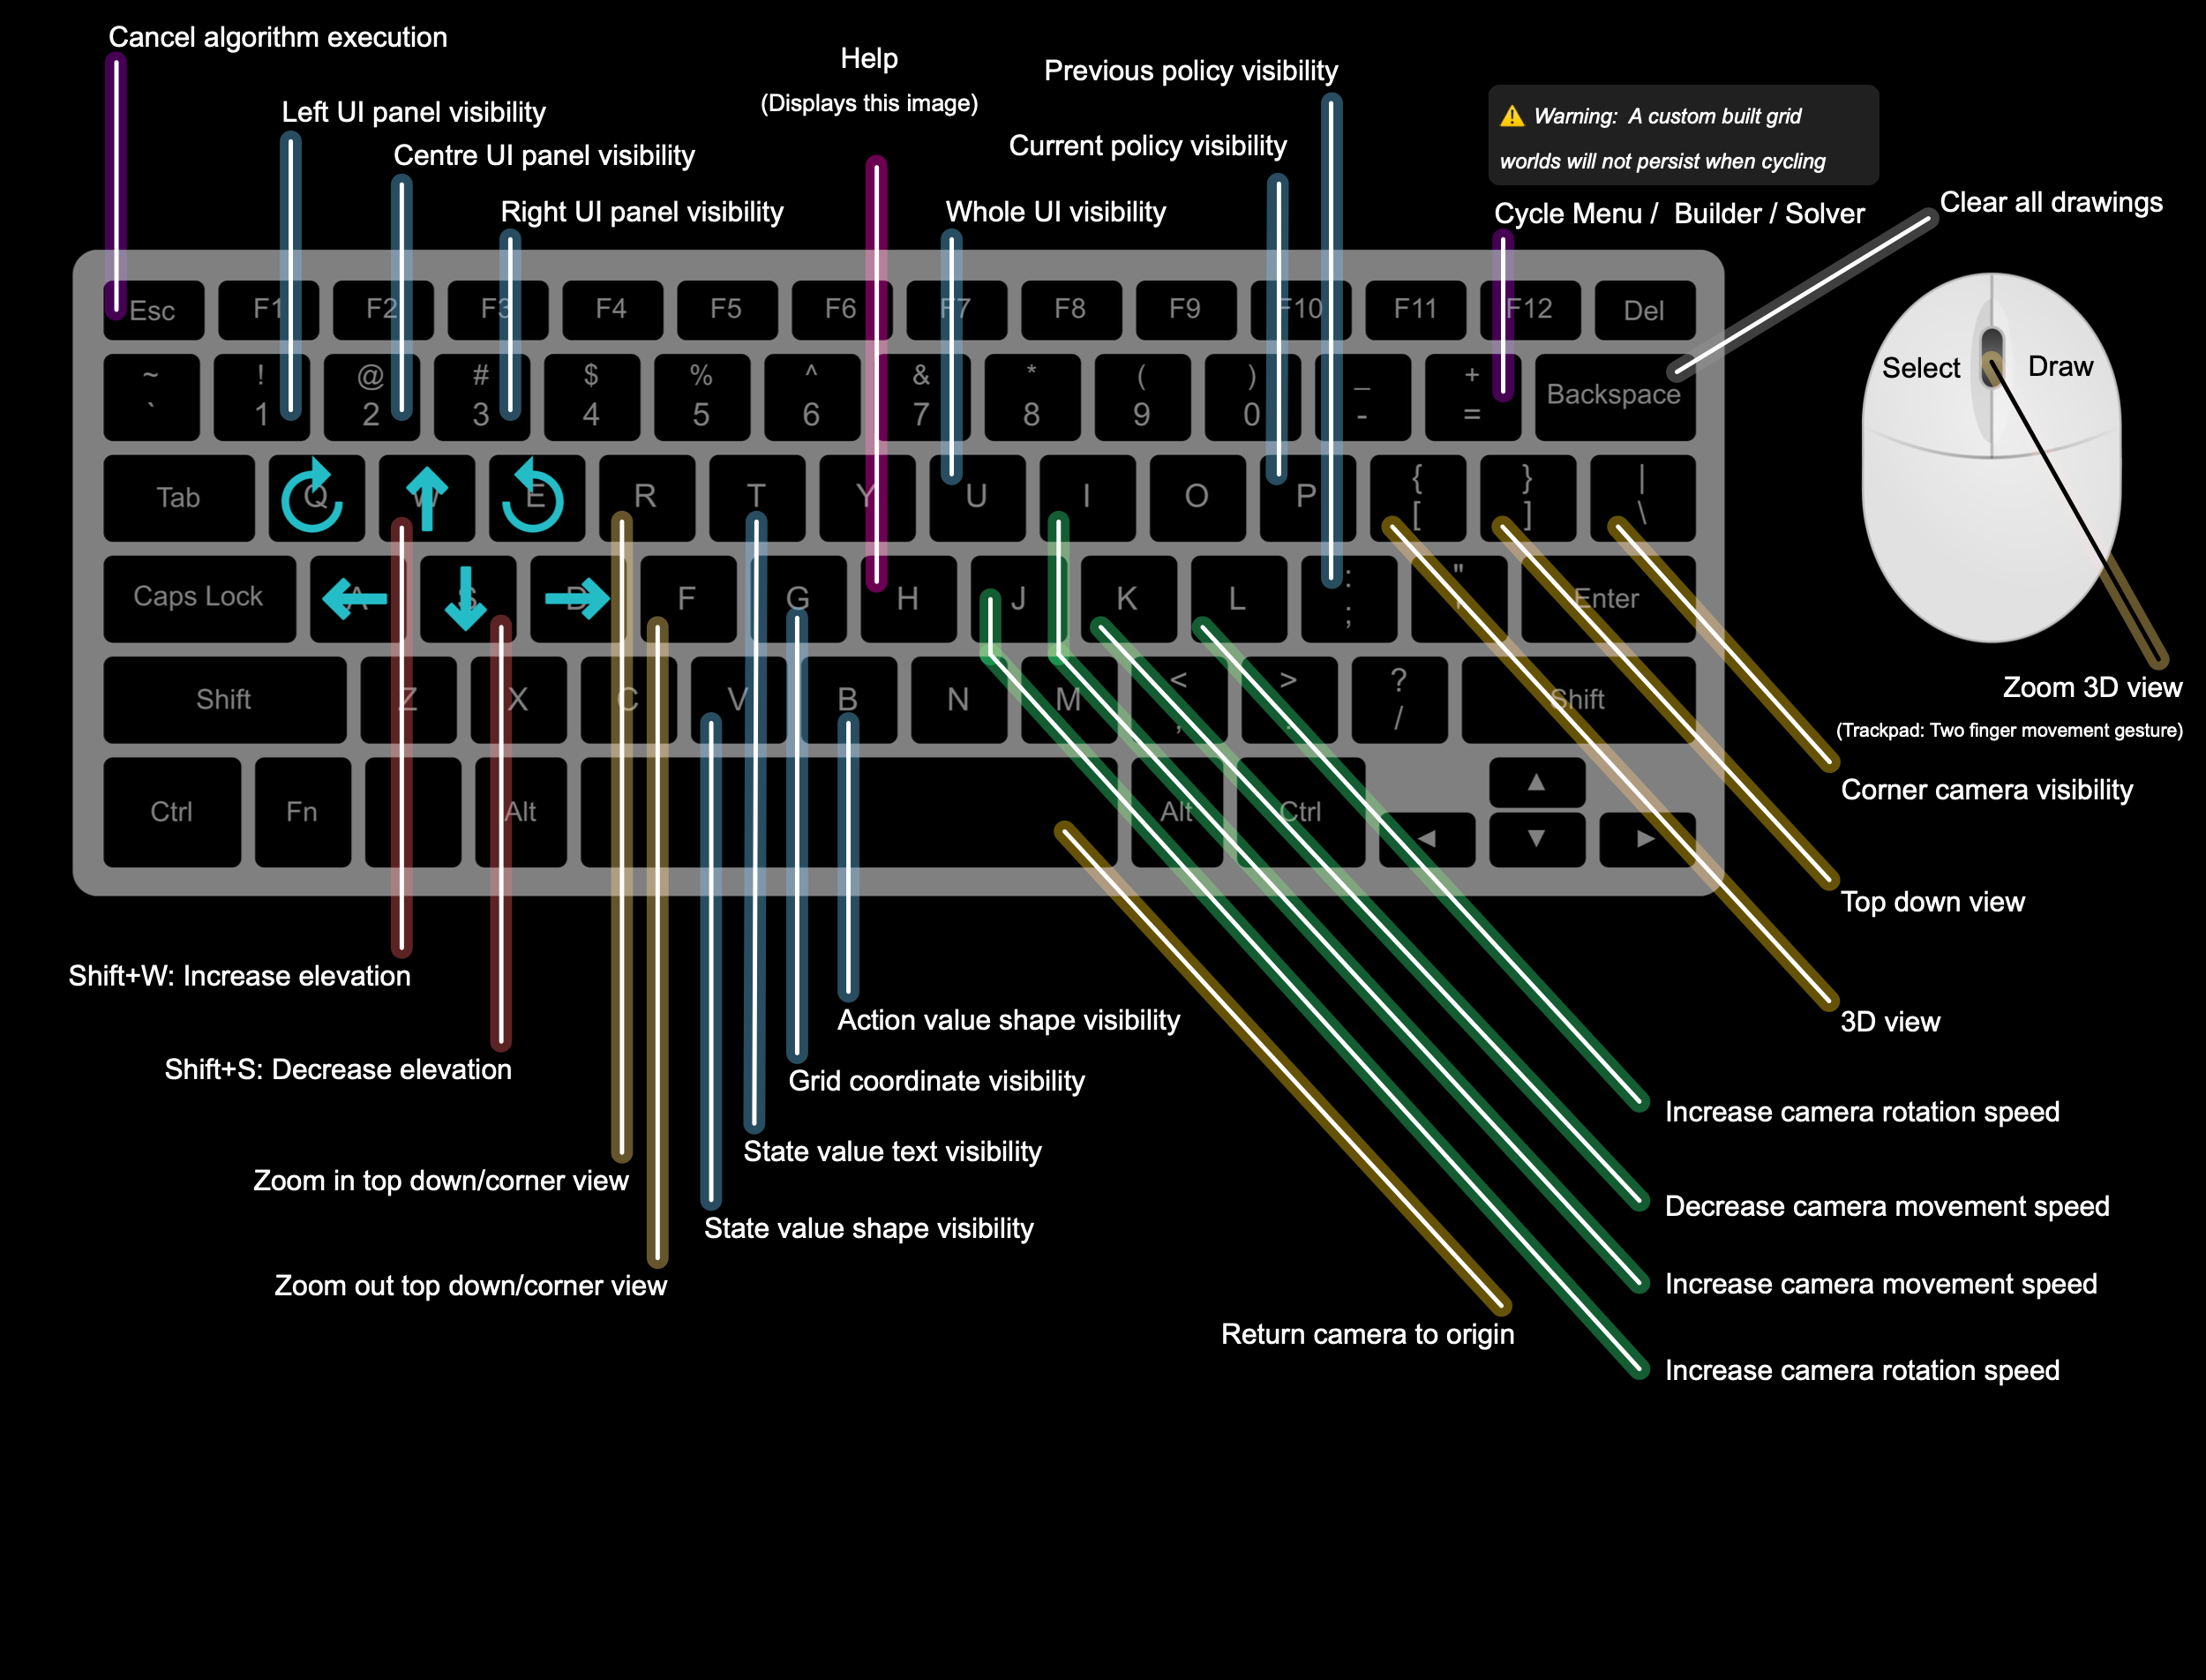 Cancel algorithm execution
Help
(Displays this image)
Previous policy visibility
Left UI panel visibility
Centre UI panel visibility
Right UI panel visibility
Current policy visibility
Whole UI visibility
⚠️ Warning:  A custom built grid
worlds will not persist when cycling
Cycle Menu /  Builder / Solver
Clear all drawings
Esc F1 F2 F3 F4 F5 F6 F7 F8 F9 F10 F11 F12 Del
~ ! @ # $ % ^ & * ( ) _ +
` 1 2 3 4 5 6 7 8 9 0 - = Backspace
Select Draw
Tab Q W E R T Y U I O P { [ } ] | \
Caps Lock A S D F G H J K L : ; " ' Enter
Shift Z X C V B N M < , > . ? / Shift
Ctrl Fn Alt Alt Ctrl ▲
◀ ▼ ▶
Zoom 3D view
(Trackpad: Two finger movement gesture)
Corner camera visibility
Top down view
3D view
Shift+W: Increase elevation
Shift+S: Decrease elevation
Action value shape visibility
Grid coordinate visibility
State value text visibility
Zoom in top down/corner view
State value shape visibility
Zoom out top down/corner view
Return camera to origin
Increase camera rotation speed
Decrease camera movement speed
Increase camera movement speed
Increase camera rotation speed